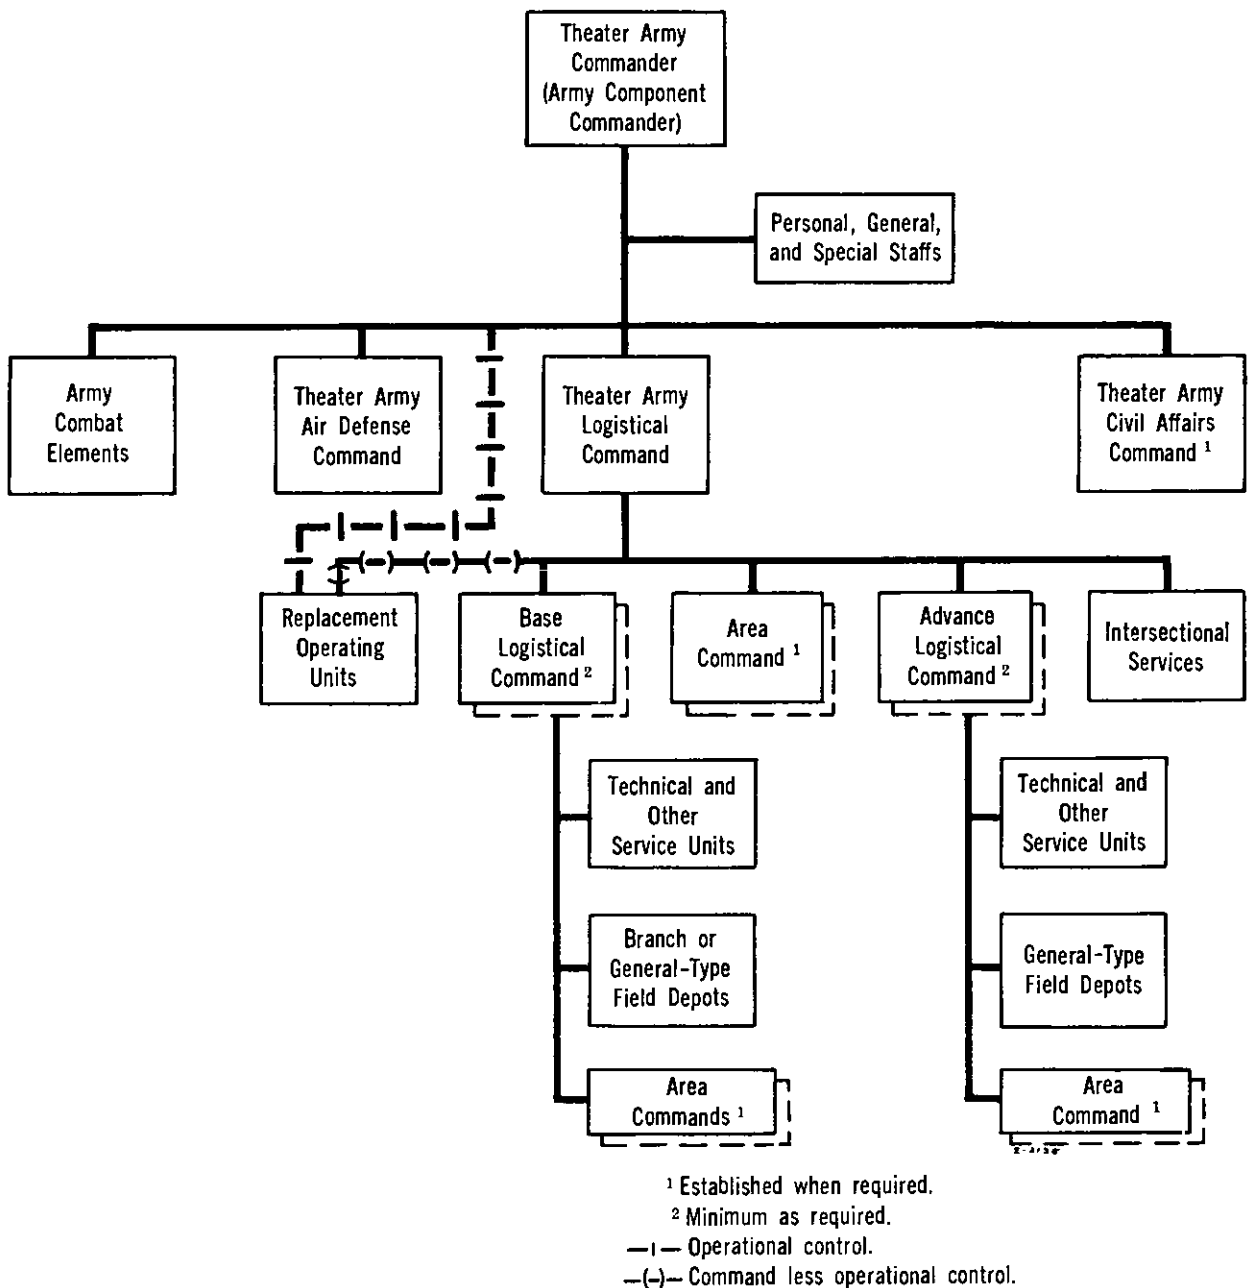 Theater Army
Commander
(Army Component
Commander)
Personal, General,
and Special Staffs
Army
Combat
Elements
Theater Army
Air Defense
Command
Theater Army
Logistical
Command
Theater Army
Civil Affairs
Command ¹
Replacement
Operating
Units
Base
Logistical
Command ²
Area
Command ¹
Advance
Logistical
Command ²
Intersectional
Services
Technical and
Other
Service Units
Branch or
General-Type
Field Depots
Area
Commands ¹
Technical and
Other
Service Units
General-Type
Field Depots
Area
Command ¹
¹ Established when required.
² Minimum as required.
—ı— Operational control.
—(-)— Command less operational control.